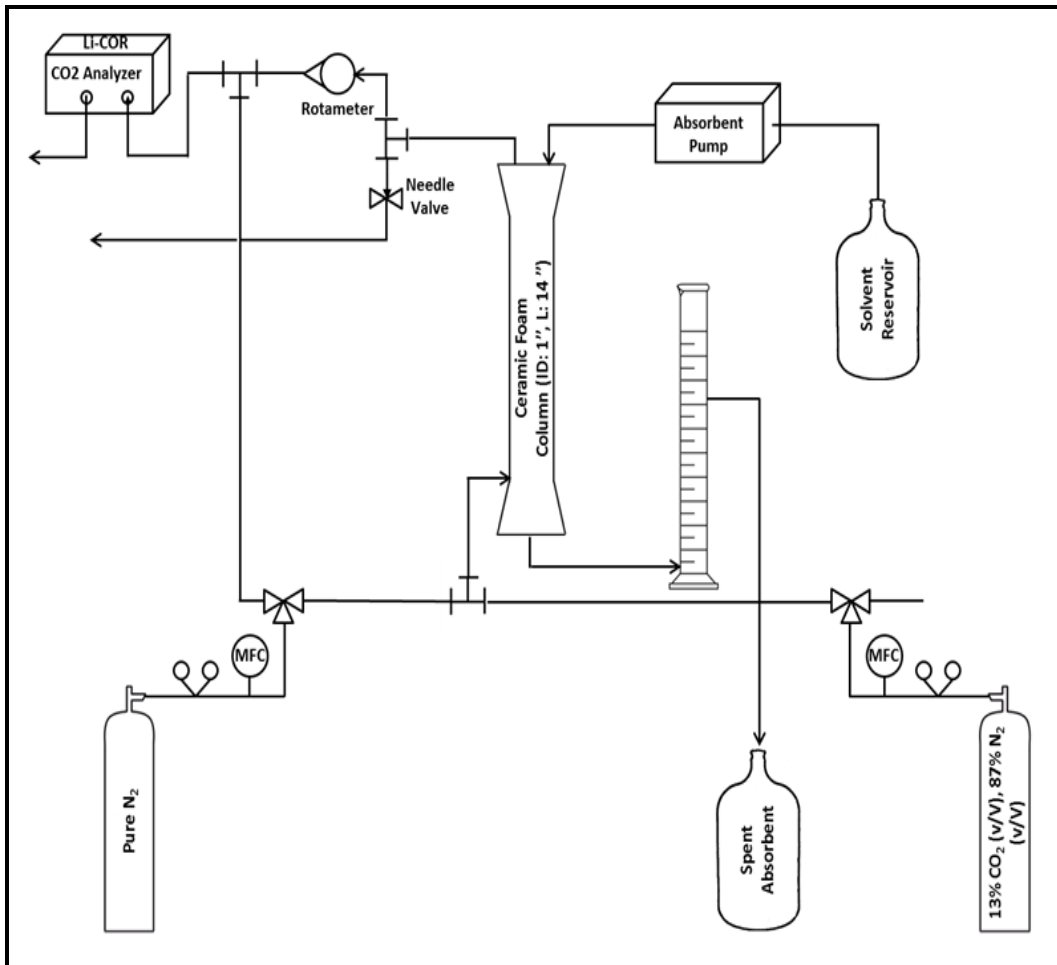 Li-COR
CO2 Analyzer
Rotameter
Absorbent
Pump
Needle
Valve
Solvent
Reservoir
Ceramic Foam
Column (ID: 1”, L: 14 ”)
MFC
MFC
Pure N₂
Spent
Absorbent
13% CO₂ (v/V), 87% N₂
(v/V)